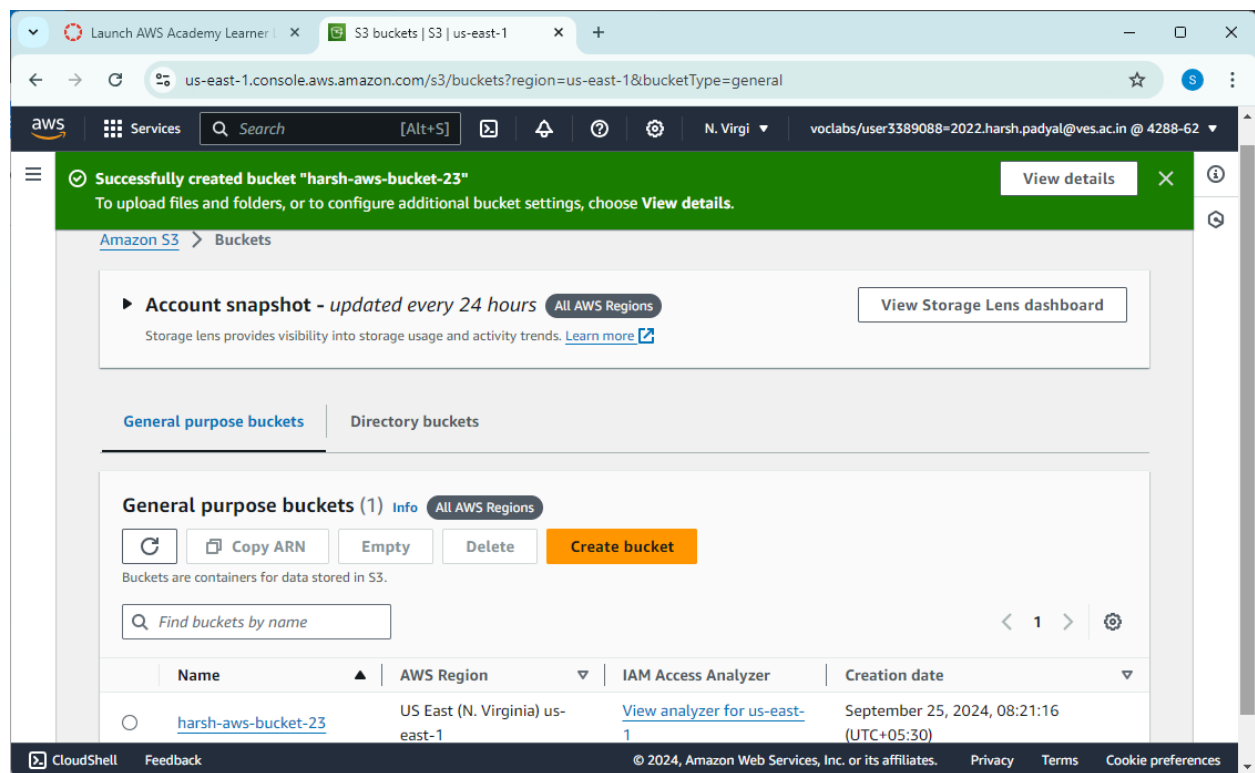 Launch AWS Academy Learner L
S3 buckets | S3 | us-east-1
us-east-1.console.aws.amazon.com/s3/buckets?region=us-east-1&bucketType=general
S
aws
Services
Search [Alt+S]
N. Virgi
voclabs/user3389088=2022.harsh.padyal@ves.ac.in @ 4288-62
Successfully created bucket "harsh-aws-bucket-23"
To upload files and folders, or to configure additional bucket settings, choose View details.
View details
Amazon S3 > Buckets
Account snapshot - updated every 24 hours All AWS Regions
Storage lens provides visibility into storage usage and activity trends. Learn more
View Storage Lens dashboard
General purpose buckets
Directory buckets
General purpose buckets (1) Info All AWS Regions
Copy ARN Empty Delete Create bucket
Buckets are containers for data stored in S3.
Find buckets by name
1
Name AWS Region IAM Access Analyzer Creation date
harsh-aws-bucket-23
US East (N. Virginia) us-
east-1
View analyzer for us-east-
1
September 25, 2024, 08:21:16
(UTC+05:30)
CloudShell Feedback © 2024, Amazon Web Services, Inc. or its affiliates. Privacy Terms Cookie preferences